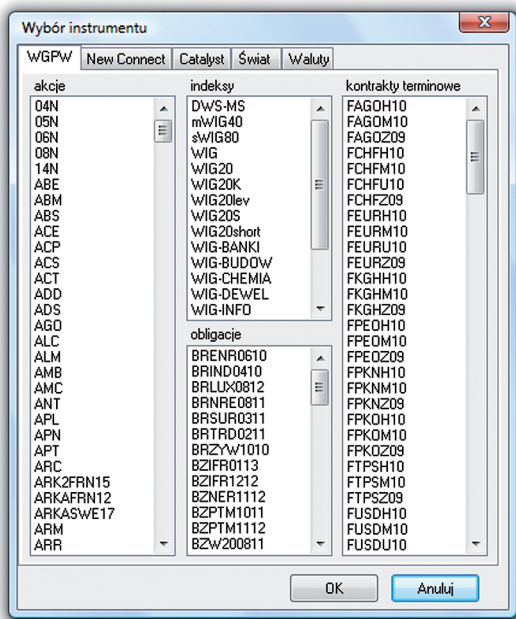 Wybór instrumentu
WGPW
New Connect
Catalyst
Świat
Waluty
akcje
04N
05N
06N
08N
14N
ABE
ABM
ABS
ACE
ACP
ACS
ACT
ADD
ADS
AGO
ALC
ALM
AMB
AMC
ANT
APL
APN
APT
ARC
ARK2FRN15
ARKAFRN12
ARKASWE17
ARM
ARR
indeksy
DWS-MS
mWIG40
sWIG80
WIG
WIG20
WIG20K
WIG20lev
WIG20S
WIG20short
WIG-BANKI
WIG-BUDOW
WIG-CHEMIA
WIG-DEWEL
WIG-INFO
obligacje
BRENR0610
BRIND0410
BRLUX0812
BRNRE0811
BRSUR0311
BRTRD0211
BRZYW1010
BZIFR0113
BZIFR1212
BZNER1112
BZPTM1011
BZPTM1112
BZW200811
kontrakty terminowe
FAGOH10
FAGOM10
FAGOZ09
FCHFH10
FCHFM10
FCHFU10
FCHFZ09
FEURH10
FEURM10
FEURU10
FEURZ09
FKGHH10
FKGHM10
FKGHZ09
FPEOH10
FPEOM10
FPEOZ09
FPKNH10
FPKNM10
FPKNZ09
FPKOH10
FPKOM10
FPKOZ09
FTPSH10
FTPSM10
FTPSZ09
FUSDH10
FUSDM10
FUSDU10
OK
Anuluj